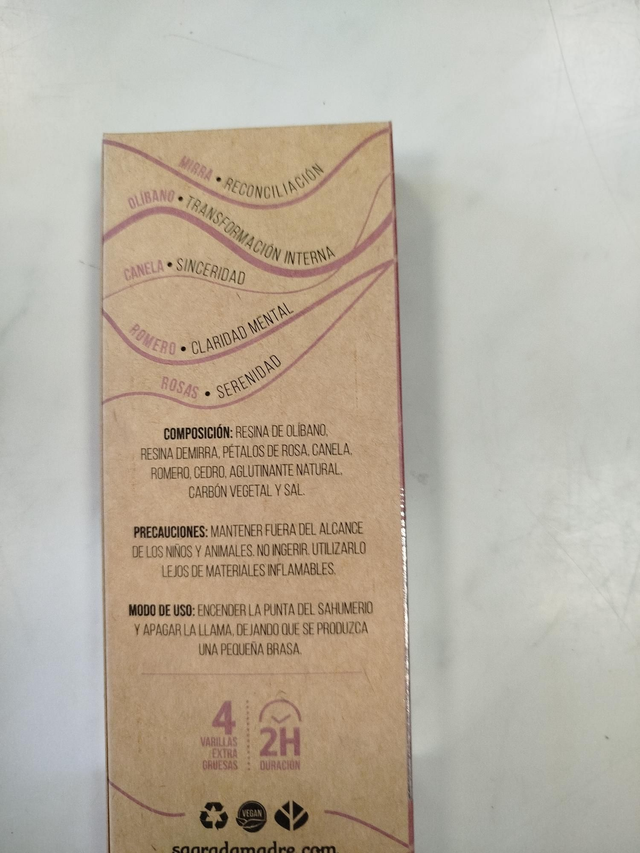 MIRRA • RECONCILIACIÓN
OLÍBANO • TRANSFORMACIÓN INTERNA
CANELA • SINCERIDAD
ROMERO • CLARIDAD MENTAL
ROSAS • SERENIDAD
COMPOSICIÓN: RESINA DE OLÍBANO,
RESINA DEMIRRA, PÉTALOS DE ROSA, CANELA,
ROMERO, CEDRO, AGLUTINANTE NATURAL,
CARBÓN VEGETAL Y SAL.
PRECAUCIONES: MANTENER FUERA DEL ALCANCE
DE LOS NIÑOS Y ANIMALES. NO INGERIR. UTILIZARLO
LEJOS DE MATERIALES INFLAMABLES.
MODO DE USO: ENCENDER LA PUNTA DEL SAHUMERIO
Y APAGAR LA LLAMA, DEJANDO QUE SE PRODUZCA
UNA PEQUEÑA BRASA.
4
VARILLAS
EXTRA
GRUESAS
2H
DURACIÓN
VEGAN
sagradamadre.com